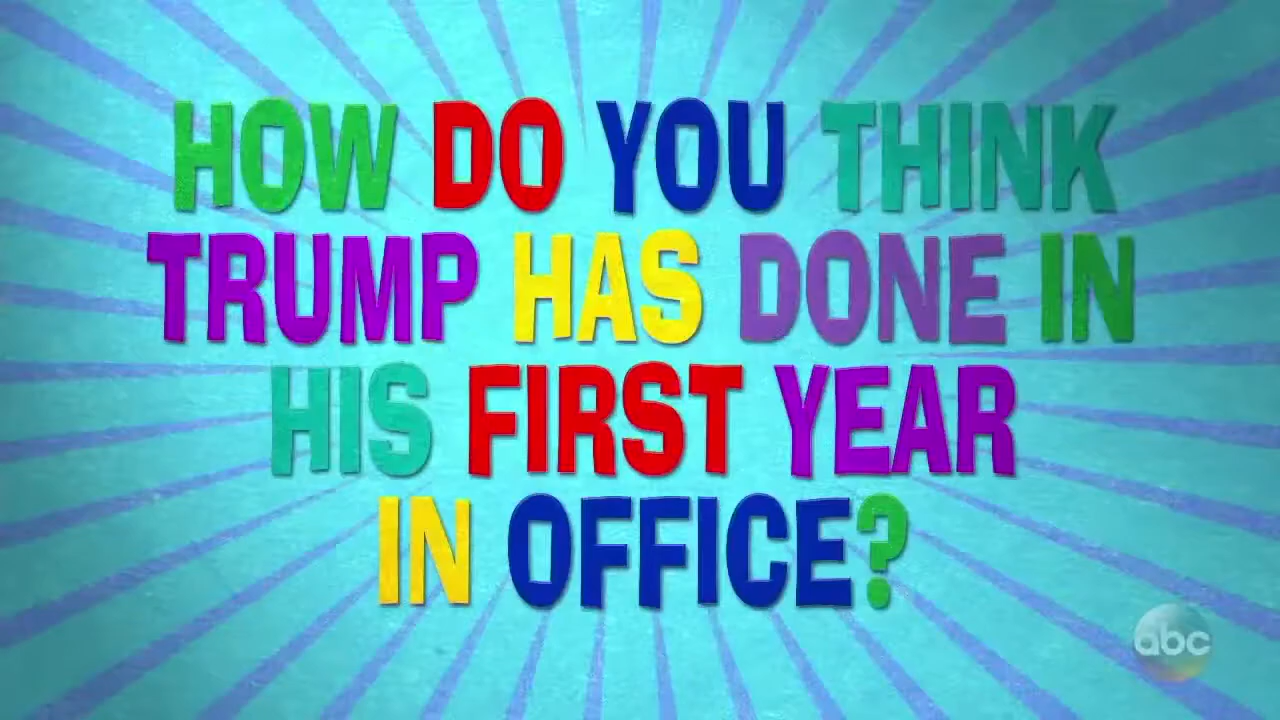 HOW DO YOU THINK
TRUMP HAS DONE IN
HIS FIRST YEAR
IN OFFICE?
abc